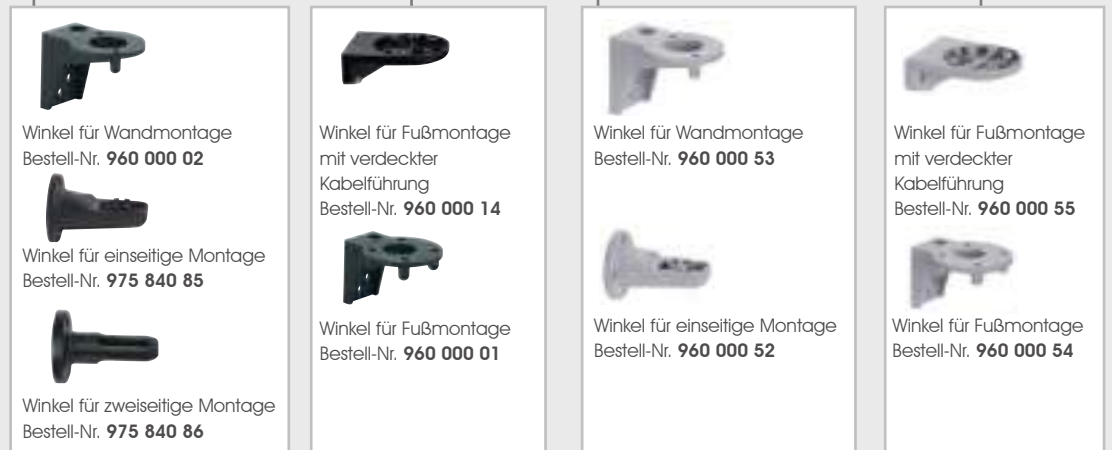 Winkel für Wandmontage
Bestell-Nr. 960 000 02
Winkel für einseitige Montage
Bestell-Nr. 975 840 85
Winkel für zweiseitige Montage
Bestell-Nr. 975 840 86
Winkel für Fußmontage
mit verdeckter
Kabelführung
Bestell-Nr. 960 000 14
Winkel für Fußmontage
Bestell-Nr. 960 000 01
Winkel für Wandmontage
Bestell-Nr. 960 000 53
Winkel für einseitige Montage
Bestell-Nr. 960 000 52
Winkel für Fußmontage
mit verdeckter
Kabelführung
Bestell-Nr. 960 000 55
Winkel für Fußmontage
Bestell-Nr. 960 000 54